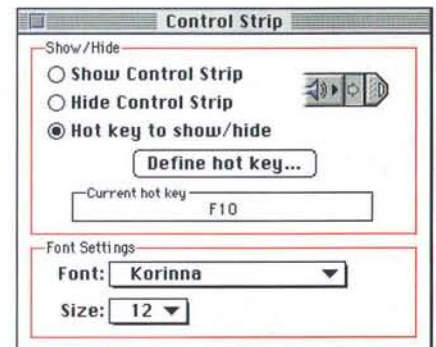 Control Strip
Show/Hide
Show Control Strip
Hide Control Strip
Hot key to show/hide
Define hot key...
Current hot key
F10
Font Settings
Font: Korinna
Size: 12